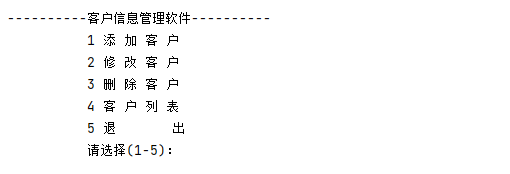 ----------客户信息管理软件----------
1 添 加 客 户
2 修 改 客 户
3 删 除 客 户
4 客 户 列 表
5 退       出
请选择(1-5)：